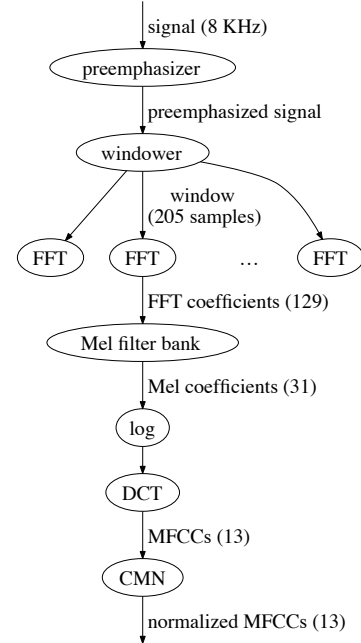 signal (8 KHz)
preemphasizer
preemphasized signal
windower
window
(205 samples)
FFT FFT ... FFT
FFT coefficients (129)
Mel filter bank
Mel coefficients (31)
log
DCT
MFCCs (13)
CMN
normalized MFCCs (13)